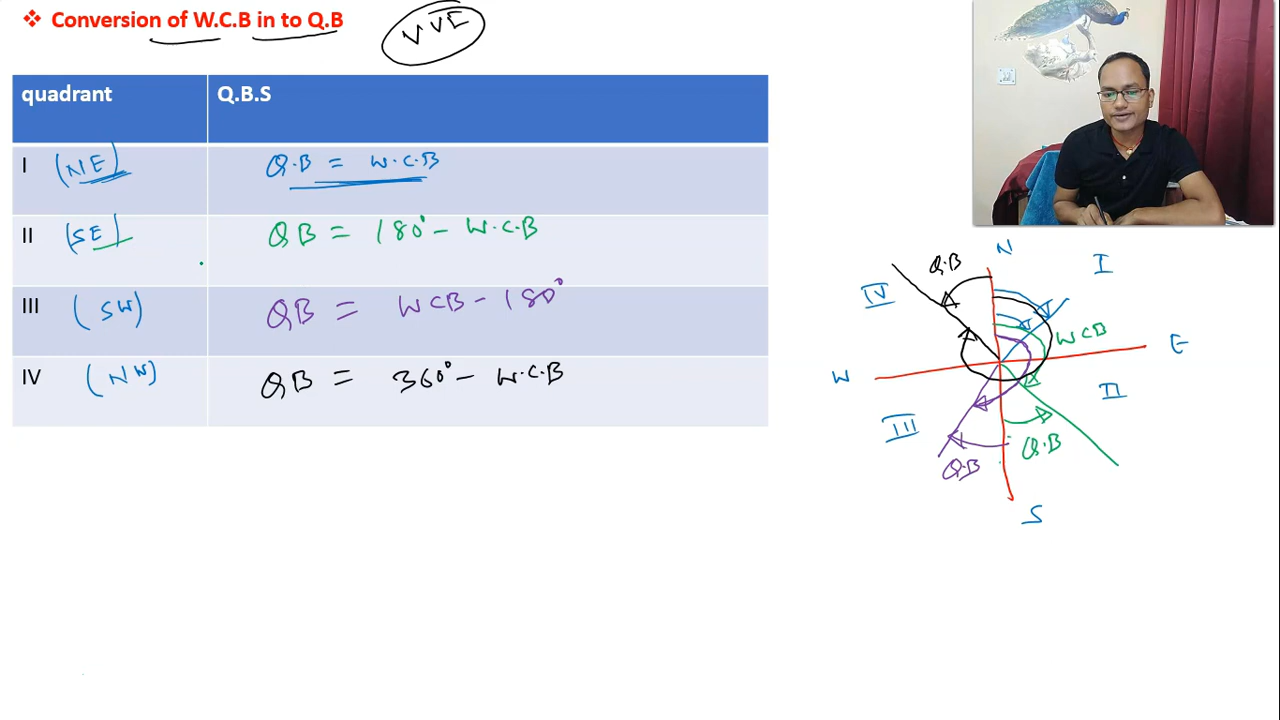 ❖ Conversion of W.C.B in to Q.B
VVE
quadrant Q.B.S
I (NE) Q.B = W.C.B
II (SE) QB = 180° - W.C.B
III (SW) QB = WCB - 180°
IV (NW) QB = 360° - W.C.B
N
Q.B
I
IV
WCB
E
W
II
III
Q.B
Q.B
S